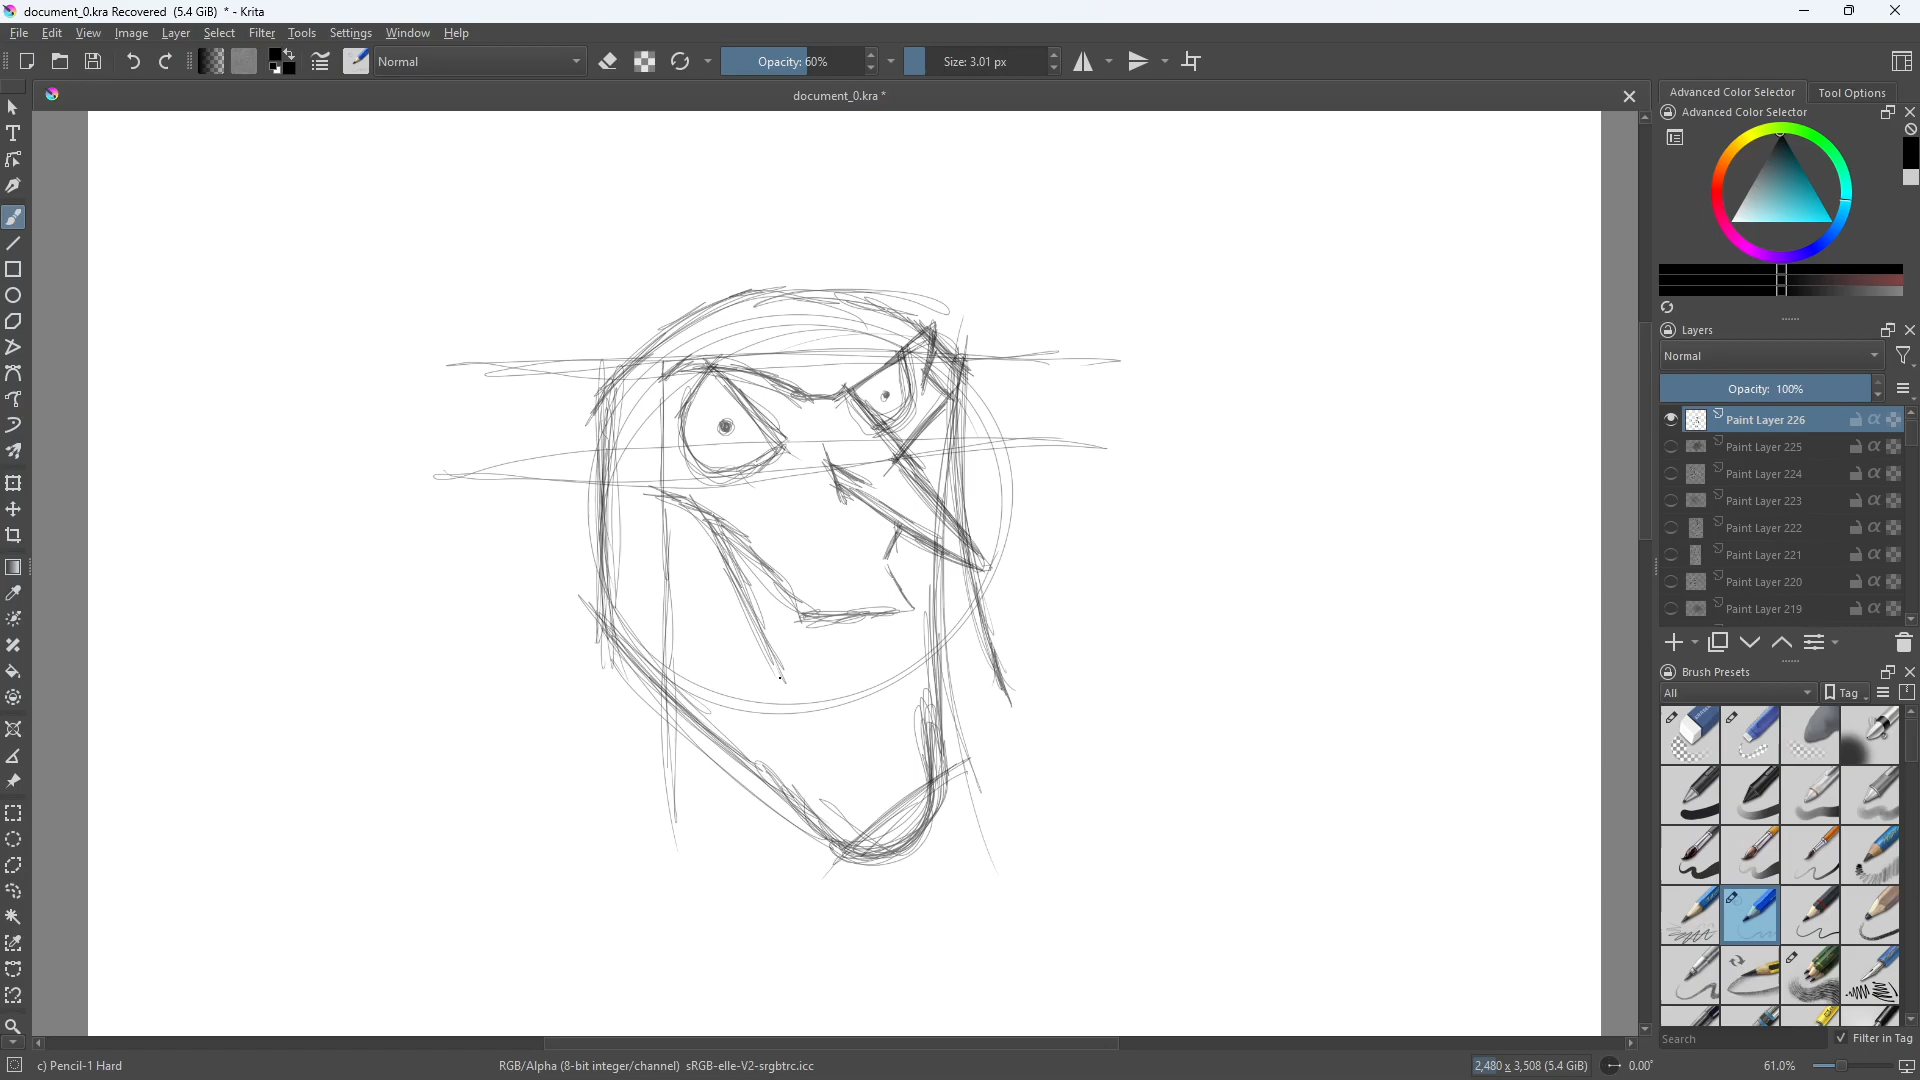 document_0.kra Recovered (5.4 GiB) * - Krita
File Edit View Image Layer Select Filter Tools Settings Window Help
Normal
Opacity: 60%
Size: 3.01 px
document_0.kra *
Advanced Color Selector
Tool Options
Advanced Color Selector
Layers
Normal
Opacity: 100%
Paint Layer 226
Paint Layer 225
Paint Layer 224
Paint Layer 223
Paint Layer 222
Paint Layer 221
Paint Layer 220
Paint Layer 219
Brush Presets
All
Tag
Search
Filter in Tag
c) Pencil-1 Hard
RGB/Alpha (8-bit integer/channel) sRGB-elle-V2-srgbtrc.icc
2,480 x 3,508 (5.4 GiB)
0.00°
61.0%